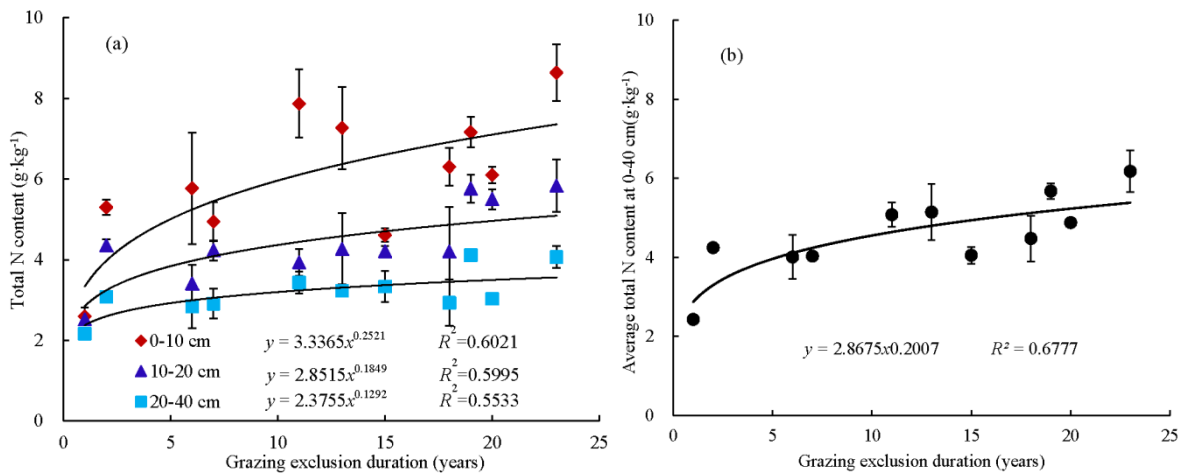 (a)
Total N content (g·kg⁻¹)
10
8
6
4
2
0
0-10 cm y = 3.3365x^0.2521 R²=0.6021
10-20 cm y = 2.8515x^0.1849 R²=0.5995
20-40 cm y = 2.3755x^0.1292 R²=0.5533
0 5 10 15 20 25
Grazing exclusion duration (years)
(b)
Average total N content at 0-40 cm(g·kg⁻¹)
10
8
6
4
2
0
y = 2.8675x0.2007 R² = 0.6777
0 5 10 15 20 25
Grazing exclusion duration (years)